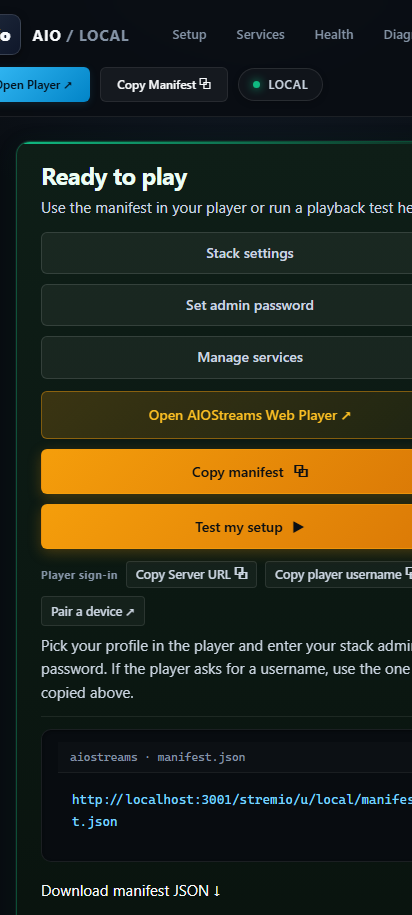 AIO / LOCAL
Setup
Services
Health
Diag
Open Player ↗
Copy Manifest
LOCAL
Ready to play
Use the manifest in your player or run a playback test he
Stack settings
Set admin password
Manage services
Open AIOStreams Web Player ↗
Copy manifest
Test my setup ▶
Player sign-in
Copy Server URL
Copy player username
Pair a device ↗
Pick your profile in the player and enter your stack admi
password. If the player asks for a username, use the one
copied above.
aiostreams · manifest.json
http://localhost:3001/stremio/u/local/manifes
t.json
Download manifest JSON ↓